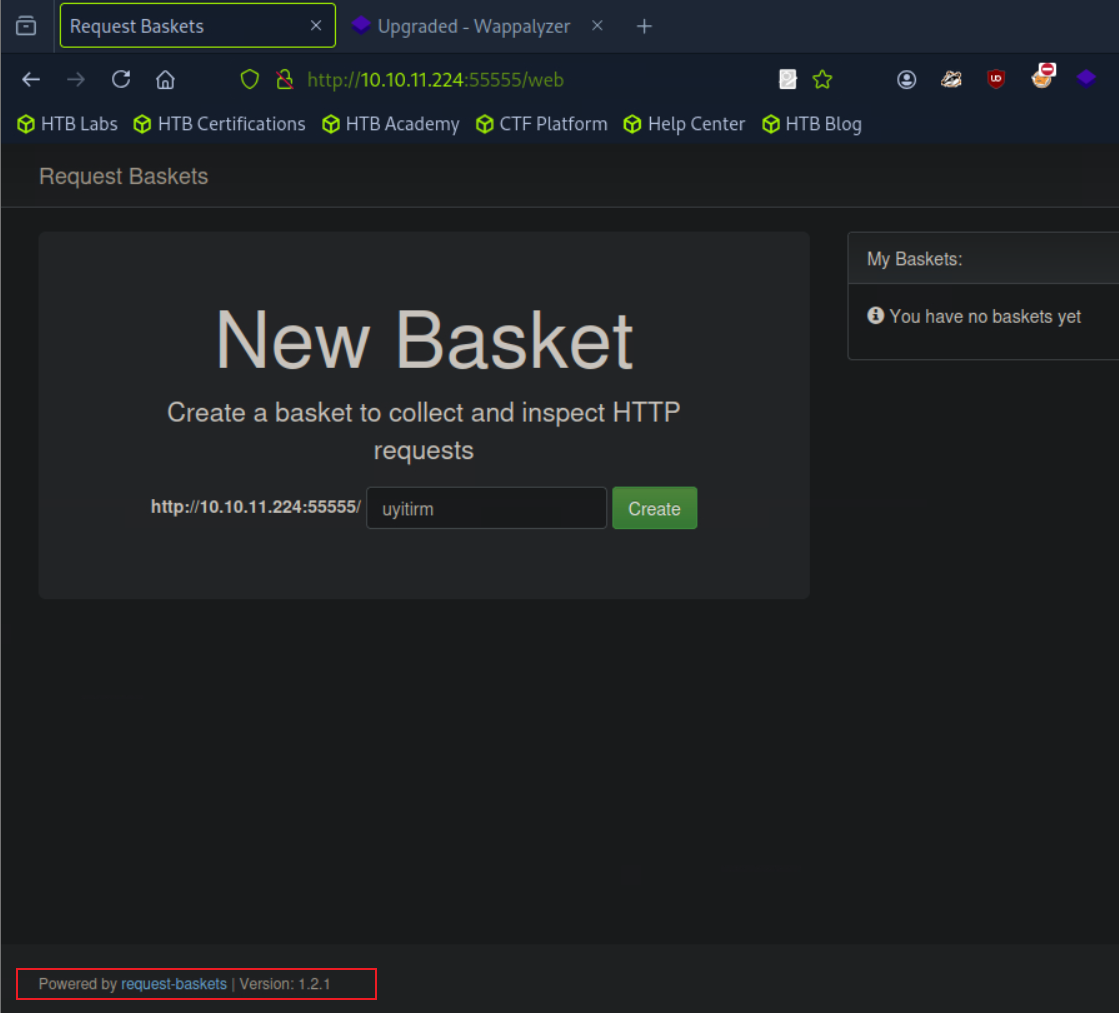 Request Baskets
Upgraded - Wappalyzer
http://10.10.11.224:55555/web
HTB Labs HTB Certifications HTB Academy CTF Platform Help Center HTB Blog
Request Baskets
New Basket
Create a basket to collect and inspect HTTP
requests
http://10.10.11.224:55555/ uyitirm Create
My Baskets:
You have no baskets yet
Powered by request-baskets | Version: 1.2.1